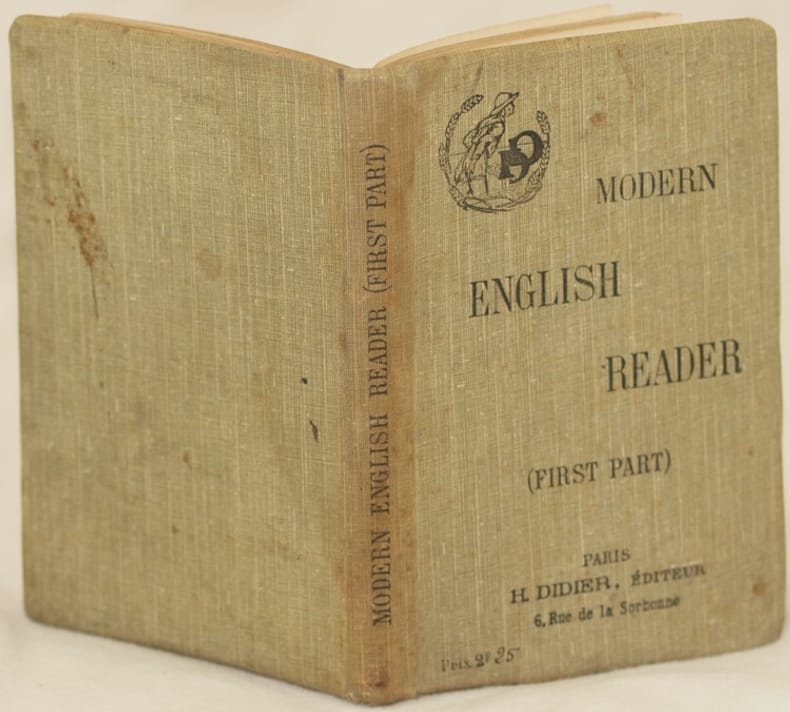 MODERN ENGLISH READER (FIRST PART)
D
MODERN
ENGLISH
READER
(FIRST PART)
PARIS
H. DIDIER, ÉDITEUR
6, Rue de la Sorbonne
Prix 2F 25